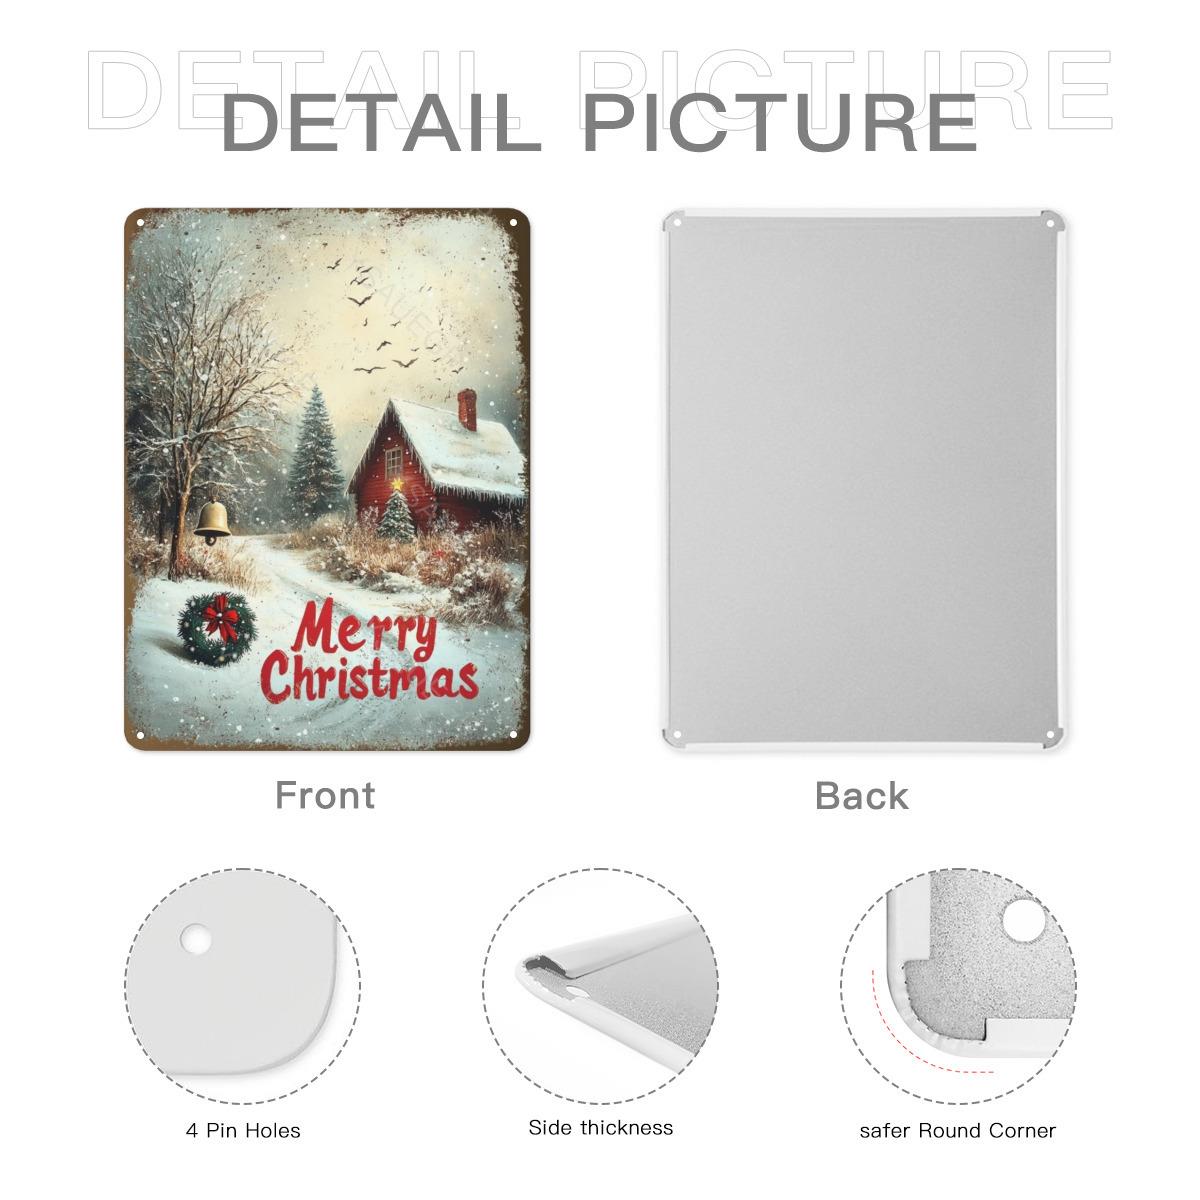 DETAIL PICTURE
DETAIL PICTURE
Merry
Christmas
Front
Back
4 Pin Holes
Side thickness
safer Round Corner